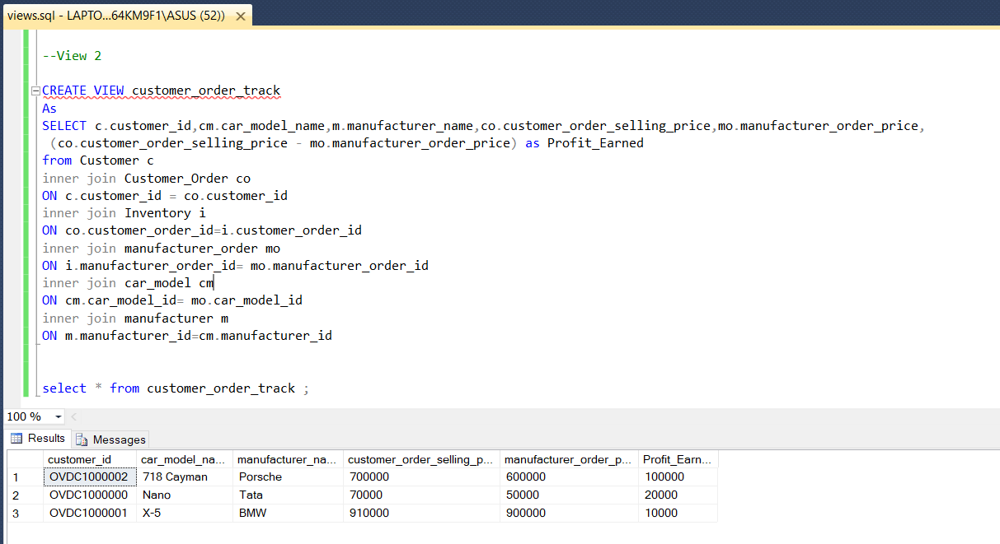 views.sql - LAPTO...64KM9F1\ASUS (52))
--View 2
CREATE VIEW customer_order_track
As
SELECT c.customer_id,cm.car_model_name,m.manufacturer_name,co.customer_order_selling_price,mo.manufacturer_order_price,
(co.customer_order_selling_price - mo.manufacturer_order_price) as Profit_Earned
from Customer c
inner join Customer_Order co
ON c.customer_id = co.customer_id
inner join Inventory i
ON co.customer_order_id=i.customer_order_id
inner join manufacturer_order mo
ON i.manufacturer_order_id= mo.manufacturer_order_id
inner join car_model cm
ON cm.car_model_id= mo.car_model_id
inner join manufacturer m
ON m.manufacturer_id=cm.manufacturer_id
select * from customer_order_track ;
100 %
Results Messages
customer_id car_model_na... manufacturer_na... customer_order_selling_p... manufacturer_order_p... Profit_Earn...
1 OVDC1000002 718 Cayman Porsche 700000 600000 100000
2 OVDC1000000 Nano Tata 70000 50000 20000
3 OVDC1000001 X-5 BMW 910000 900000 10000